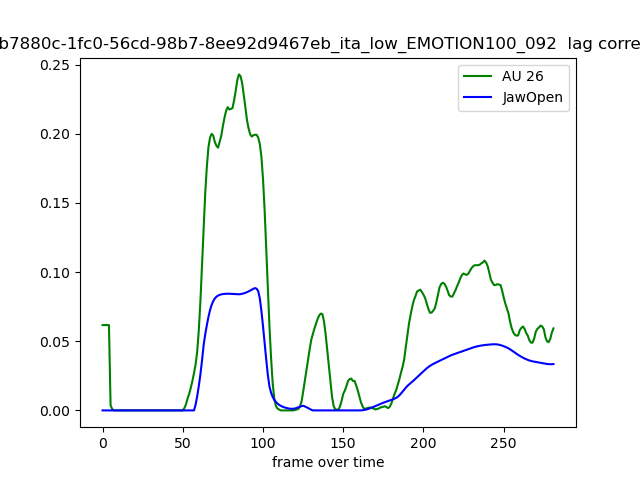 b7880c-1fc0-56cd-98b7-8ee92d9467eb_ita_low_EMOTION100_092 lag corre
0.25
AU 26
JawOpen
0.20
0.15
0.10
0.05
0.00
0 50 100 150 200 250
frame over time